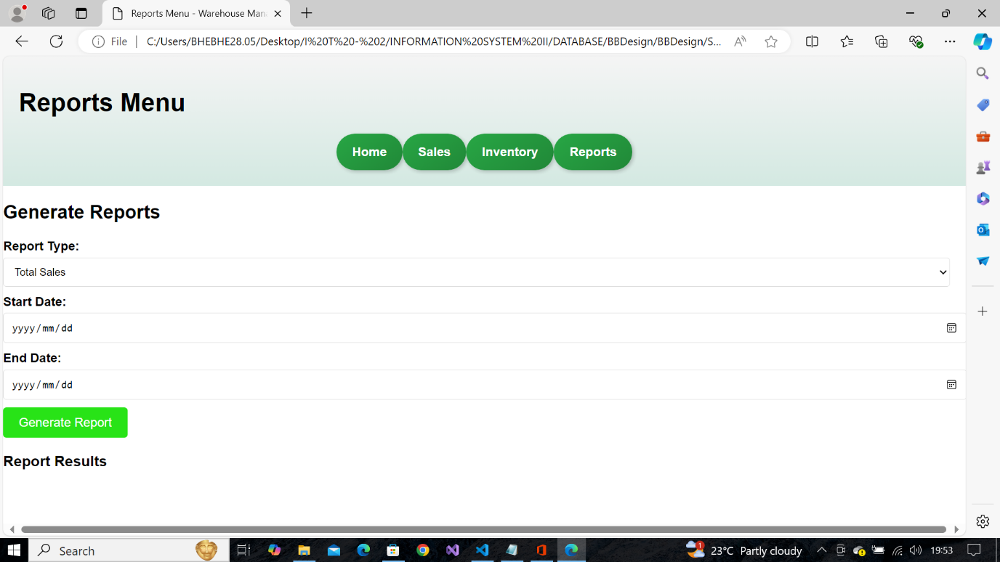 Reports Menu - Warehouse Man
File
C:/Users/BHEBHE28.05/Desktop/I%20T%20-%202/INFORMATION%20SYSTEM%20II/DATABASE/BBDesign/BBDesign/S...
Reports Menu
Home Sales Inventory Reports
Generate Reports
Report Type:
Total Sales
Start Date:
yyyy/mm/dd
End Date:
yyyy/mm/dd
Generate Report
Report Results
Search
1
23°C Partly cloudy
19:53